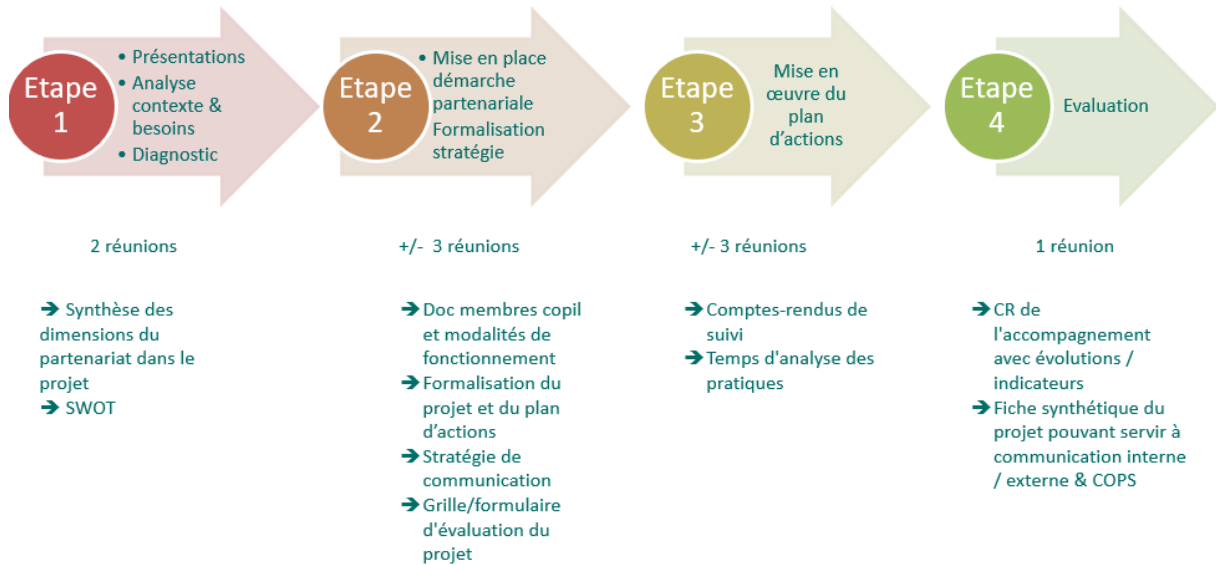 Etape
1
• Présentations
• Analyse
contexte &
besoins
• Diagnostic
Etape
2
• Mise en place
démarche
partenariale
Formalisation
stratégie
Etape
3
Mise en
œuvre du
plan
d’actions
Etape
4
Evaluation
2 réunions
+/- 3 réunions
+/- 3 réunions
1 réunion
➔ Synthèse des
dimensions du
partenariat dans le
projet
➔ SWOT
➔ Doc membres copil
et modalités de
fonctionnement
➔ Formalisation du
projet et du plan
d’actions
➔ Stratégie de
communication
➔ Grille/formulaire
d'évaluation du
projet
➔ Comptes-rendus de
suivi
➔ Temps d'analyse des
pratiques
➔ CR de
l'accompagnement
avec évolutions /
indicateurs
➔ Fiche synthétique du
projet pouvant servir à
communication interne
/ externe & COPS